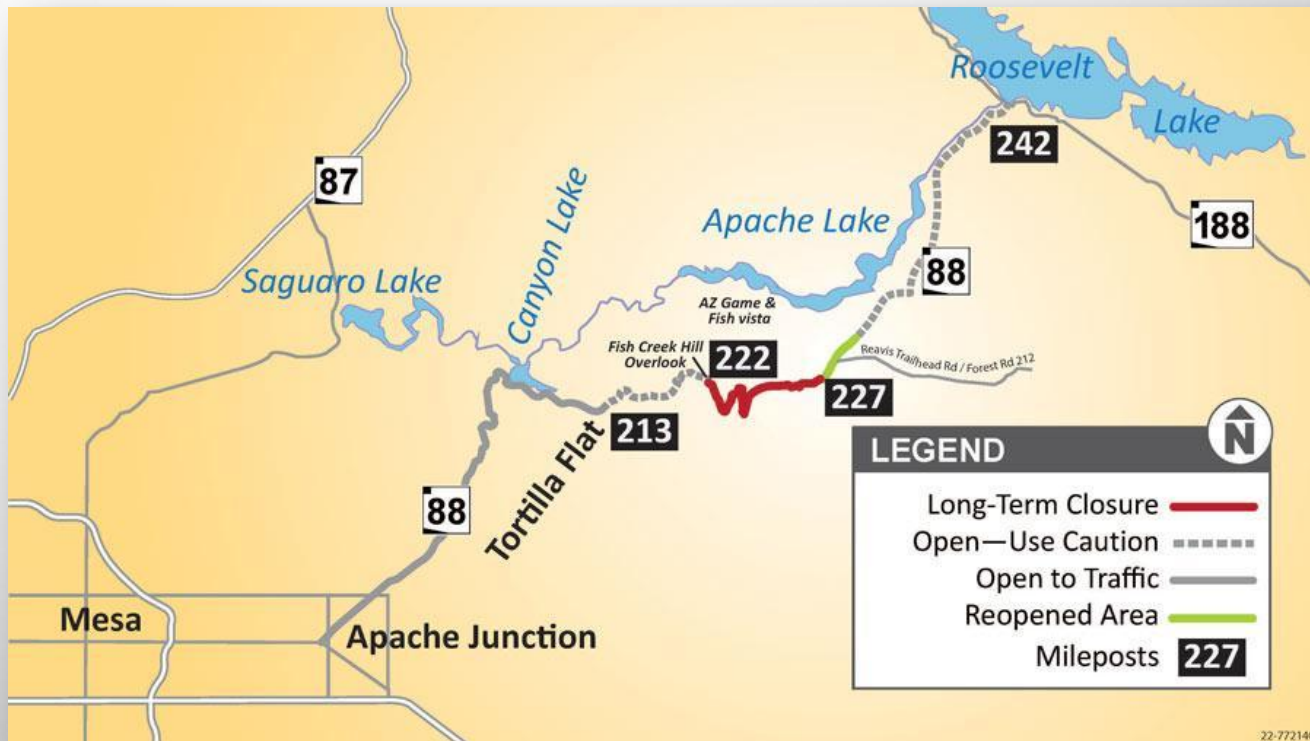 Roosevelt
Lake
242
87
188
Canyon Lake
Apache Lake
Saguaro Lake
88
AZ Game &
Fish vista
Fish Creek Hill
Overlook
222
Reavis Trailhead Rd / Forest Rd 212
227
213
Tortilla Flat
88
Mesa
Apache Junction
N
LEGEND
Long-Term Closure
Open—Use Caution
Open to Traffic
Reopened Area
Mileposts 227